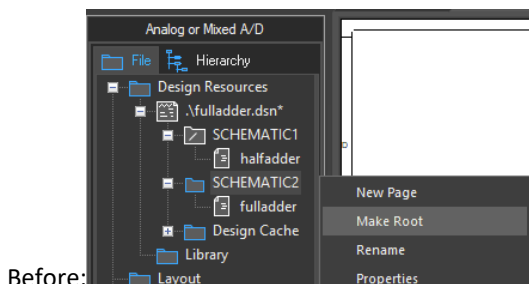 Analog or Mixed A/D
File Hierarchy
Design Resources
.\fulladder.dsn*
SCHEMATIC1
halfadder
SCHEMATIC2
fulladder
Design Cache
Library
Layout
New Page
Make Root
Rename
Properties
Before: